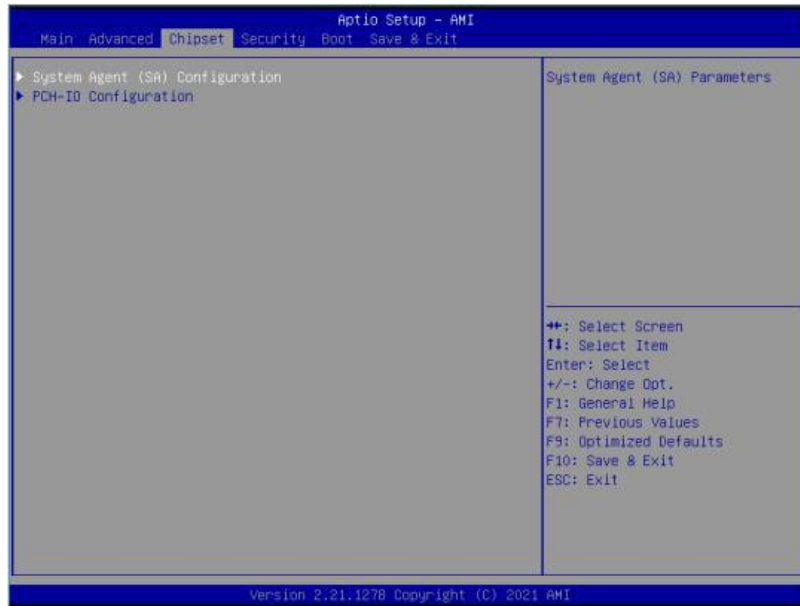 Aptio Setup – AMI
Main Advanced Chipset Security Boot Save & Exit
▶ System Agent (SA) Configuration
▶ PCH-IO Configuration
System Agent (SA) Parameters
→←: Select Screen
↑↓: Select Item
Enter: Select
+/-: Change Opt.
F1: General Help
F7: Previous Values
F9: Optimized Defaults
F10: Save & Exit
ESC: Exit
Version 2.21.1278 Copyright (C) 2021 AMI